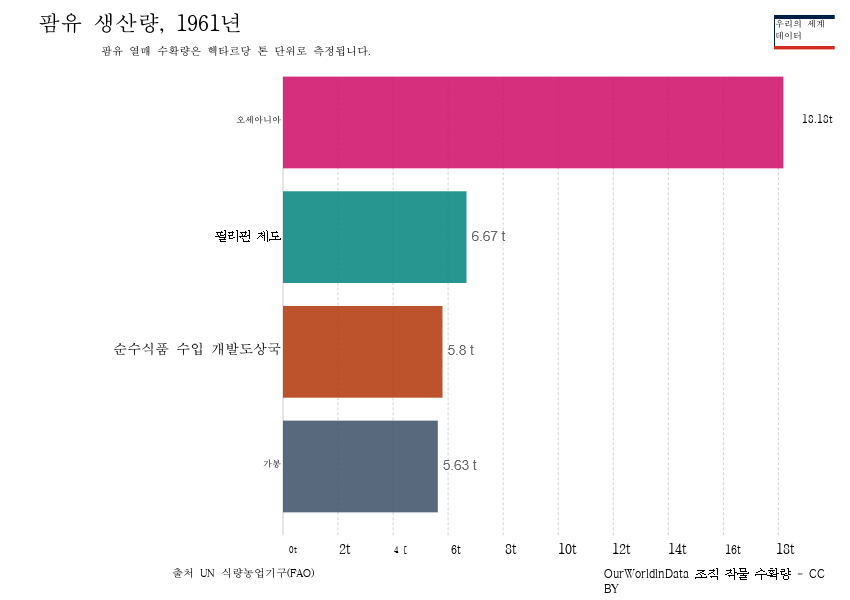 팜유 생산량, 1961년
팜유 열매 수확량은 헥타르당 톤 단위로 측정됩니다.
우리의 세계
데이터
오세아니아
18.18t
필리핀 제도
6.67 t
순수식품 수입 개발도상국
5.8 t
가봉
5.63 t
0t 2t 4 t 6t 8t 10t 12t 14t 16t 18t
출처 UN 식량농업기구(FAO)
OurWorldinData 조직 작물 수확량 - CC
BY